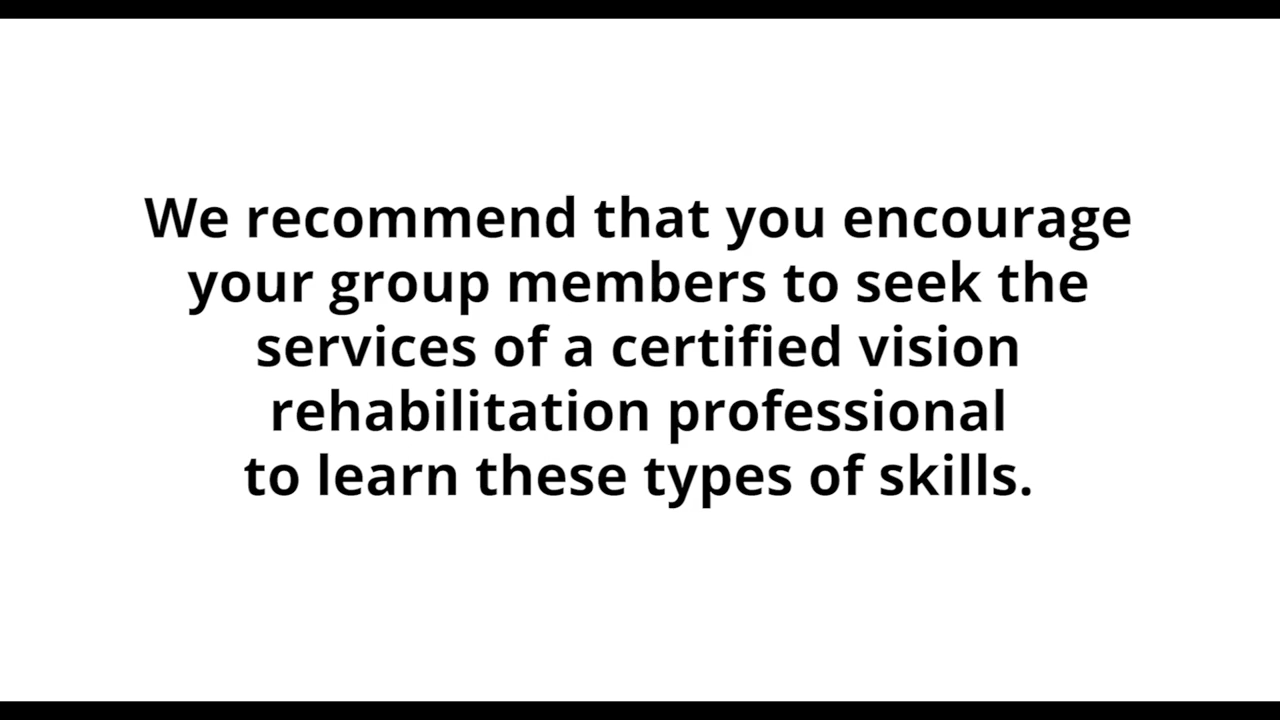 We recommend that you encourage
your group members to seek the
services of a certified vision
rehabilitation professional
to learn these types of skills.